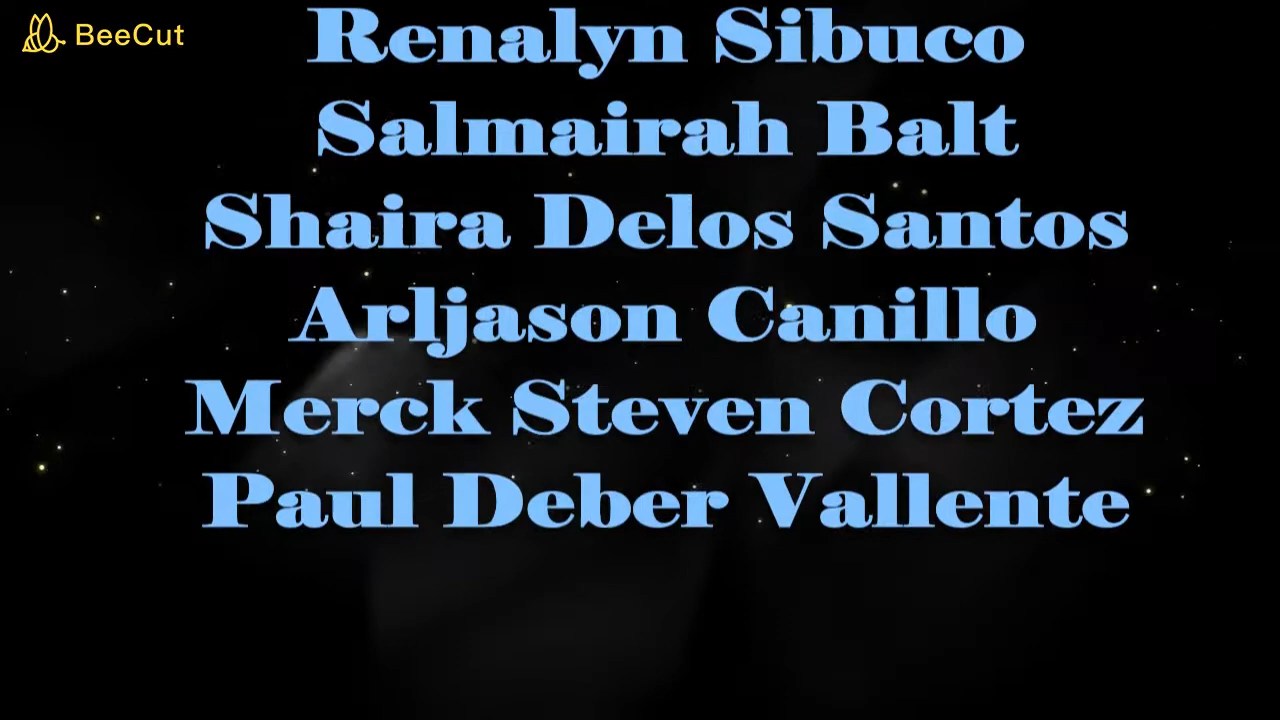 BeeCut
Renalyn Sibuco
Salmairah Balt
Shaira Delos Santos
Arljason Canillo
Merck Steven Cortez
Paul Deber Vallente